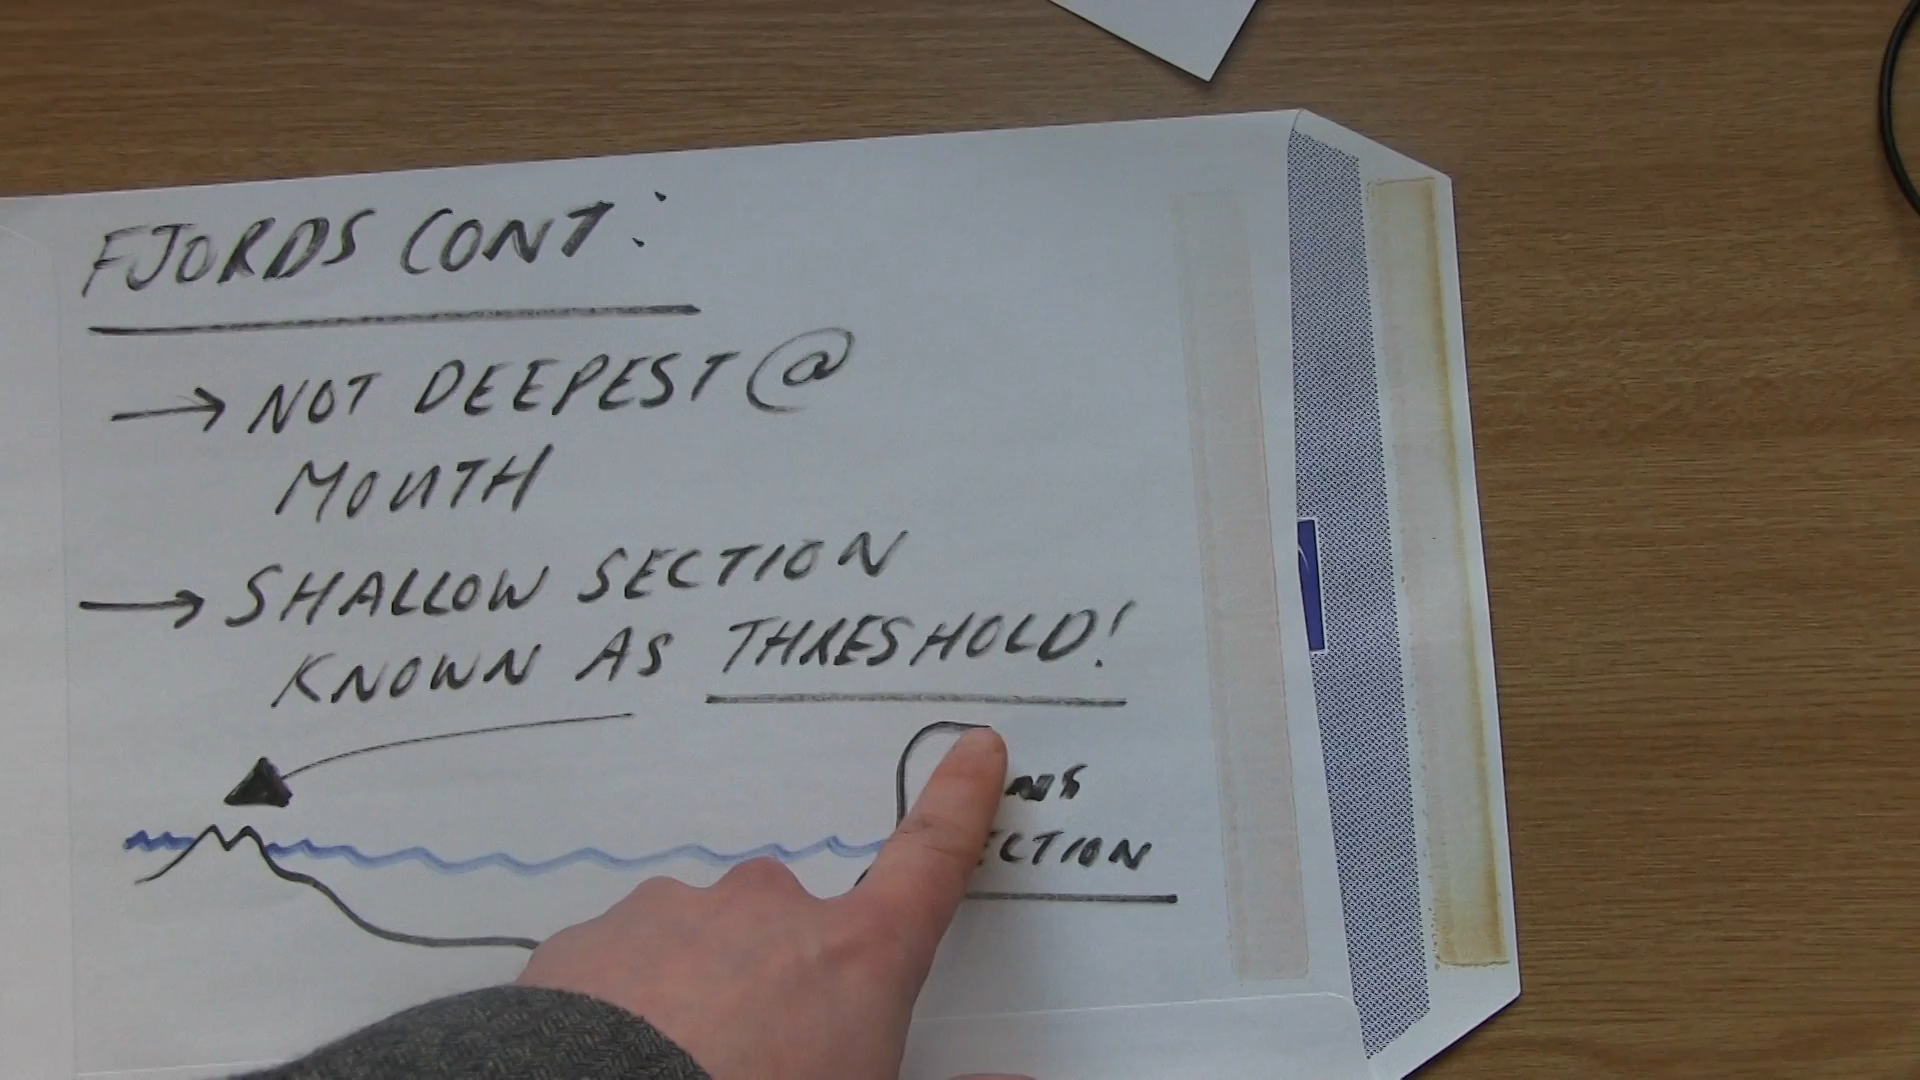 FJORDS CONT:
→ NOT DEEPEST @
MOUTH
→ SHALLOW SECTION
KNOWN AS THRESHOLD!